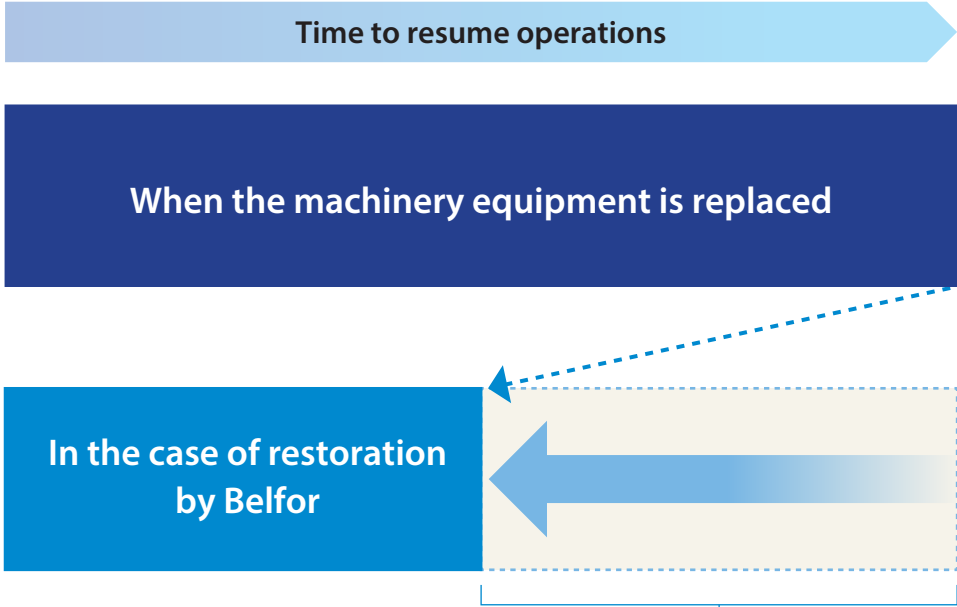 Time to resume operations
When the machinery equipment is replaced
In the case of restoration
by Belfor